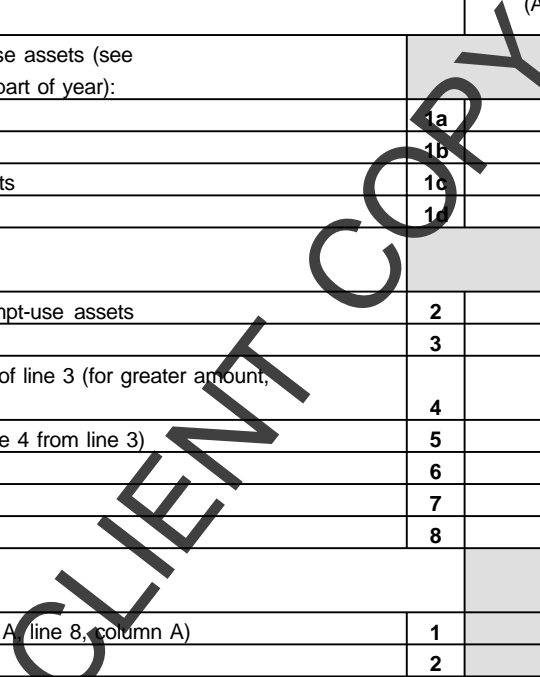 (A
se assets (see
part of year):
1a
1b
ts 1c
1d
mpt-use assets 2
3
of line 3 (for greater amount,
4
e 4 from line 3) 5
6
7
8
A, line 8, column A) 1
2
CLIENT COPY